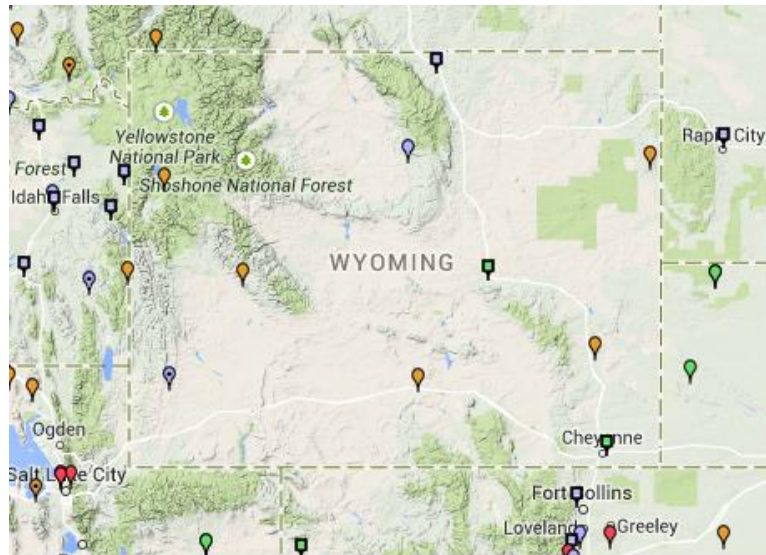 Yellowstone
National Park
Rapid City
Forest
Shoshone National Forest
Idaho Falls
WYOMING
Ogden
Cheyenne
Salt Lake City
Fort Collins
Loveland
Greeley